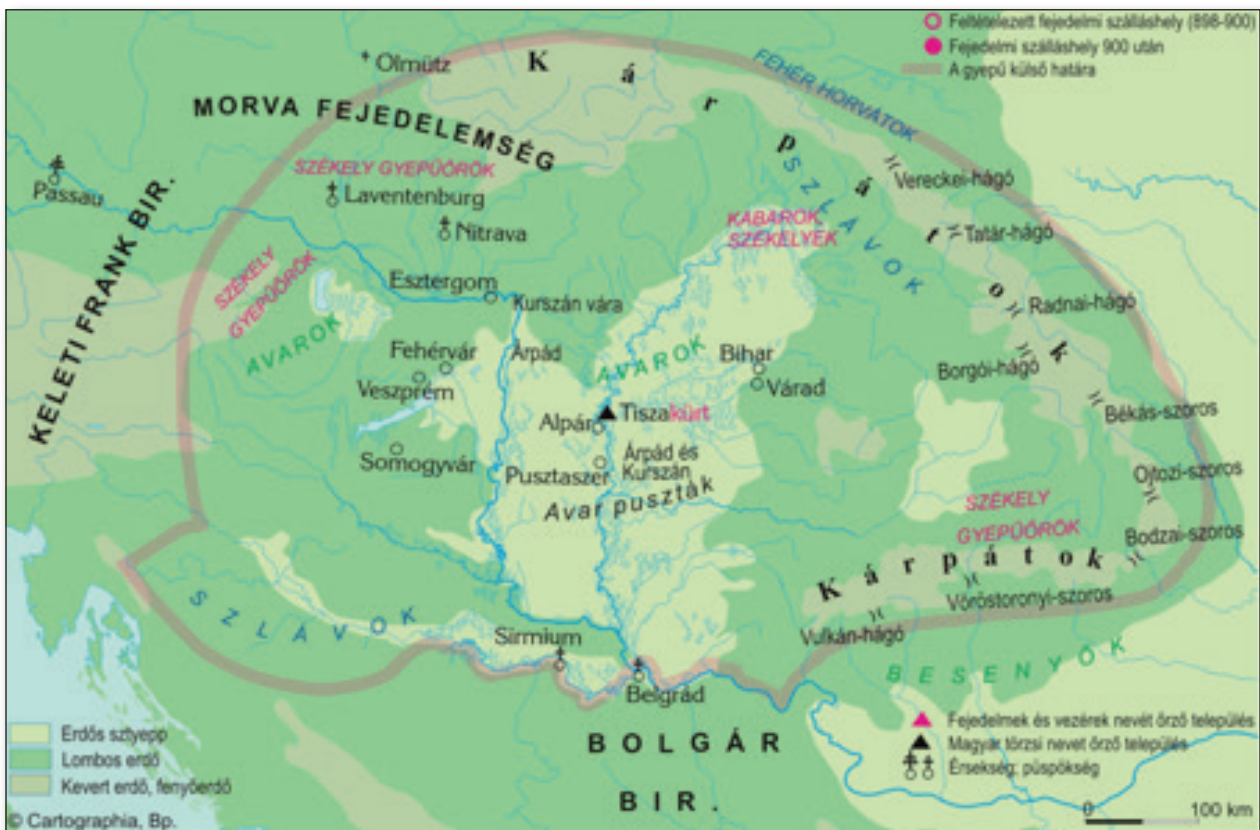 Feltételezett fejedelmi szálláshely (898-900)
Fejedelmi szálláshely 900 után
A gyepű külső határa
Olmütz
Kárpátok
FEHÉR HORVÁTOK
MORVA FEJEDELEMSÉG
SZÉKELY GYEPŰŐRÖK
Passau
Laventenburg
Nitrava
KELETI FRANK BIR.
SZLÁVOK
Vereckei-hágó
KABAROK,
SZÉKELYEK
Tatár-hágó
SZÉKELY
GYEPŰŐRÖK
Esztergom
Kurszán vára
Radnai-hágó
AVAROK
Fehérvár
Árpád
AVAROK
Bihar
Borgói-hágó
Veszprém
Várad
Békás-szoros
Alpár
Tiszakürt
Somogyvár
Pusztaszer
Árpád és
Kurszán
Ojtozi-szoros
Avar puszták
SZÉKELY
GYEPŰŐRÖK
Bodzai-szoros
Kárpátok
Vöröstoronyi-szoros
SZLÁVOK
Vulkán-hágó
Sirmium
Belgrád
BESENYŐK
BOLGÁR
BIR.
Erdős sztyepp
Lombos erdő
Kevert erdő, fenyőerdő
Fejedelmek és vezérek nevét őrző település
Magyar törzsi nevet őrző település
Érsekség; püspökség
© Cartographia, Bp.
0 100 km